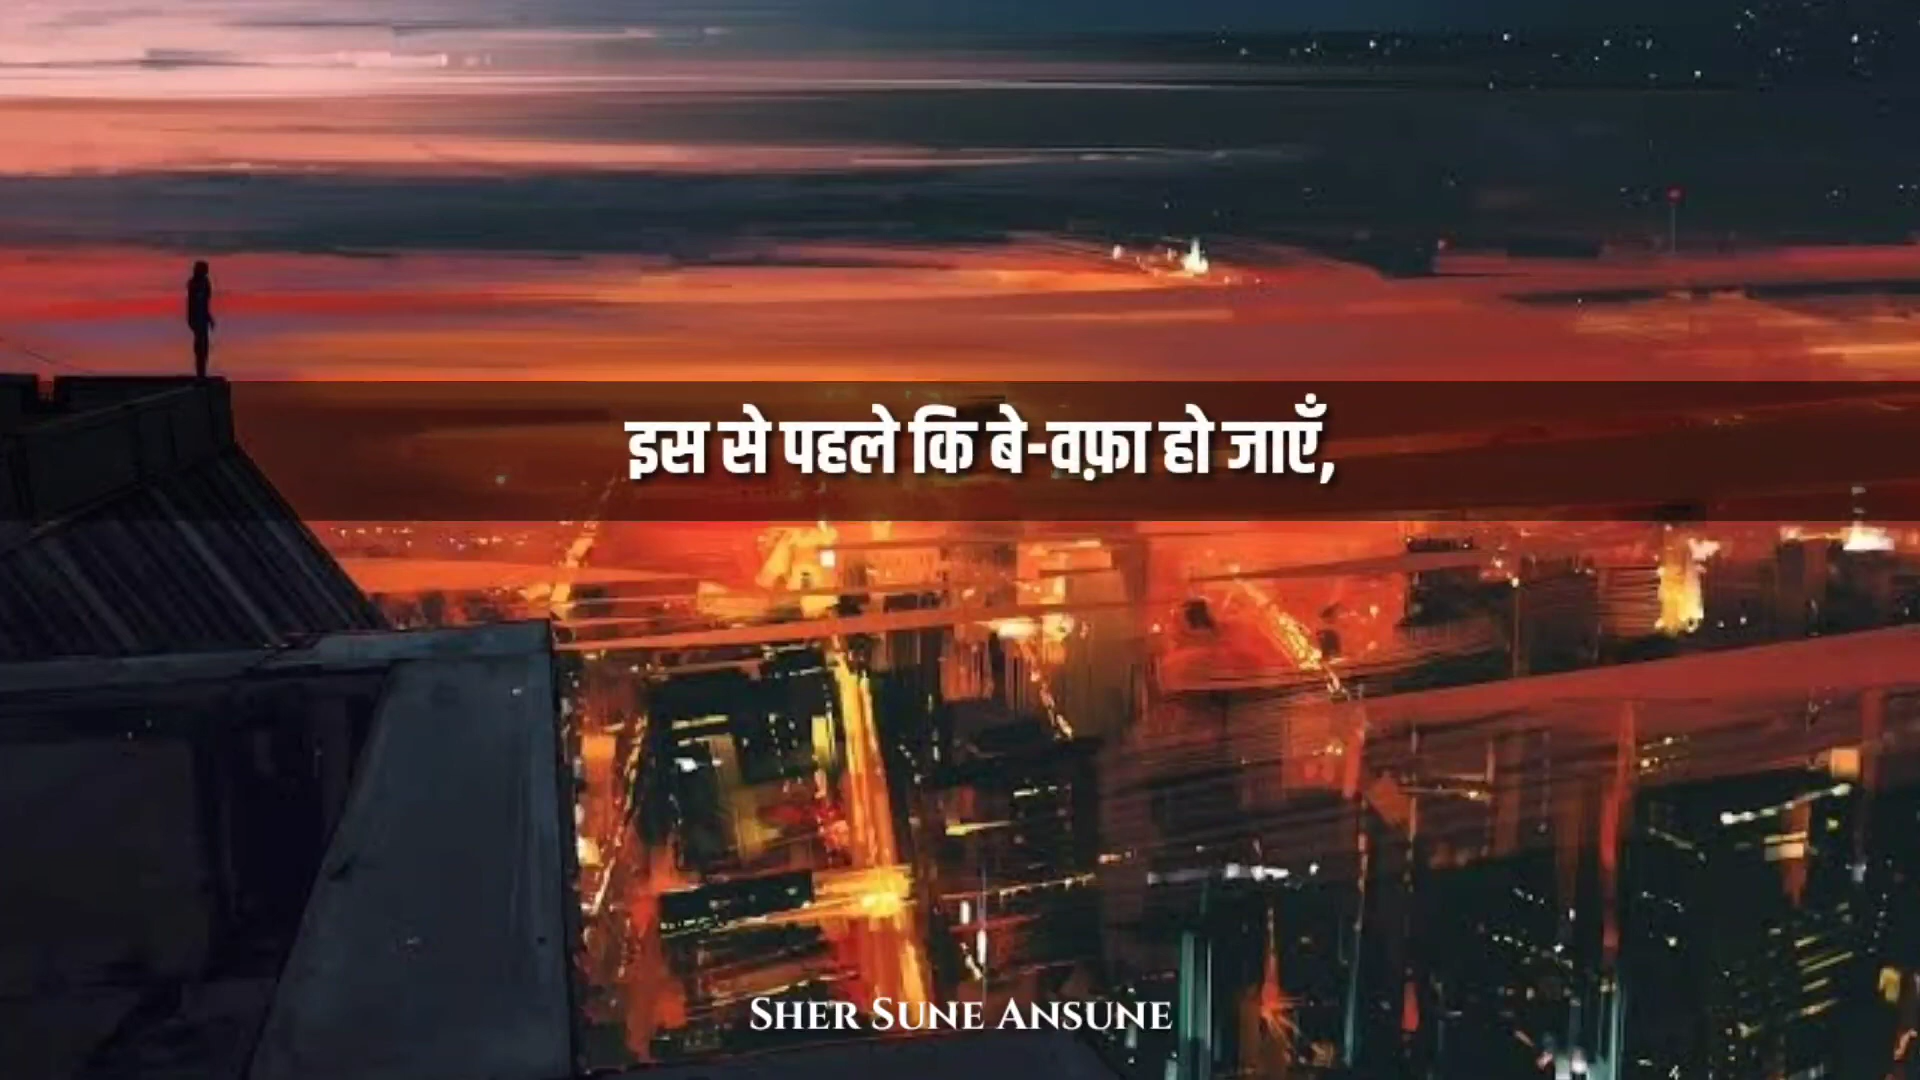 इस से पहले कि बे-वफ़ा हो जाएँ,
SHER SUNE ANSUNE